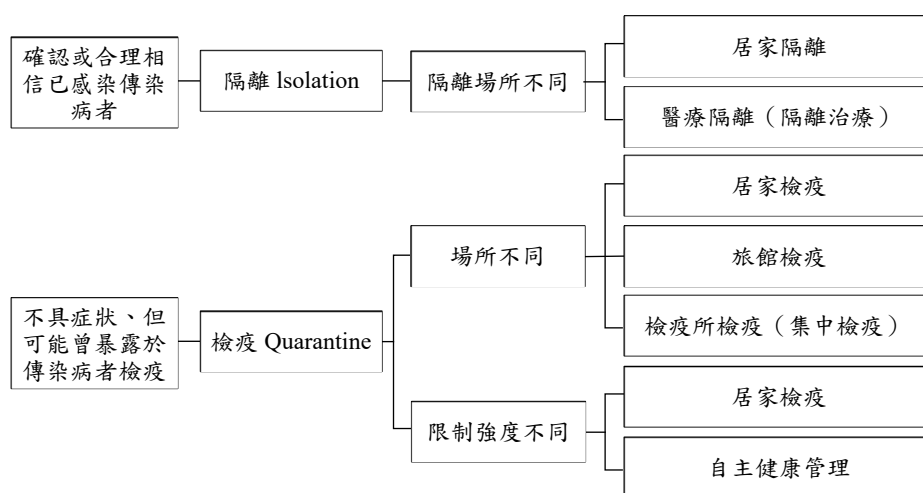 確認或合理相
信已感染傳染
病者
隔離 lsolation
隔離場所不同
居家隔離
醫療隔離（隔離治療）
不具症狀、但
可能曾暴露於
傳染病者檢疫
檢疫 Quarantine
場所不同
居家檢疫
旅館檢疫
檢疫所檢疫（集中檢疫）
限制強度不同
居家檢疫
自主健康管理